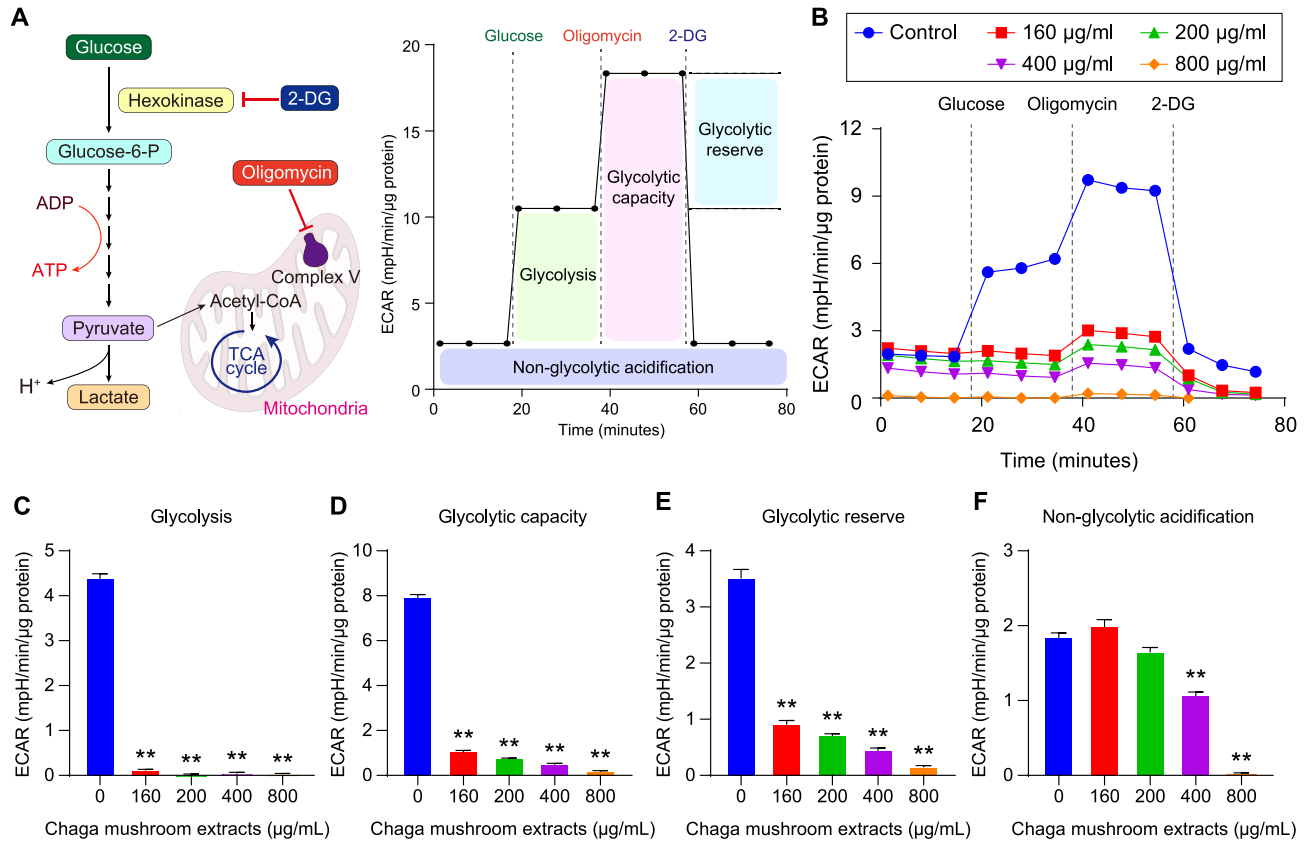 A
Glucose
Hexokinase
2-DG
Glucose-6-P
Oligomycin
ADP
ATP
Complex V
Acetyl-CoA
Pyruvate
TCA
cycle
H+
Lactate
Mitochondria
Glucose
Oligomycin
2-DG
20
15
10
5
0
ECAR (mpH/min/µg protein)
Glycolysis
Glycolytic
capacity
Glycolytic
reserve
Non-glycolytic acidification
0
20
40
60
80
Time (minutes)
B
Control
160 µg/ml
200 µg/ml
400 µg/ml
800 µg/ml
Glucose
Oligomycin
2-DG
12
9
6
3
0
ECAR (mpH/min/µg protein)
0
20
40
60
80
Time (minutes)
C
Glycolysis
5
4
3
2
1
0
ECAR (mpH/min/µg protein)
**
**
**
**
0
160
200
400
800
Chaga mushroom extracts (µg/mL)
D
Glycolytic capacity
10
8
6
4
2
0
ECAR (mpH/min/µg protein)
**
**
**
**
0
160
200
400
800
Chaga mushroom extracts (µg/mL)
E
Glycolytic reserve
4
3
2
1
0
ECAR (mpH/min/µg protein)
**
**
**
**
0
160
200
400
800
Chaga mushroom extracts (µg/mL)
F
Non-glycolytic acidification
3
2
1
0
ECAR (mpH/min/µg protein)
**
**
0
160
200
400
800
Chaga mushroom extracts (µg/mL)